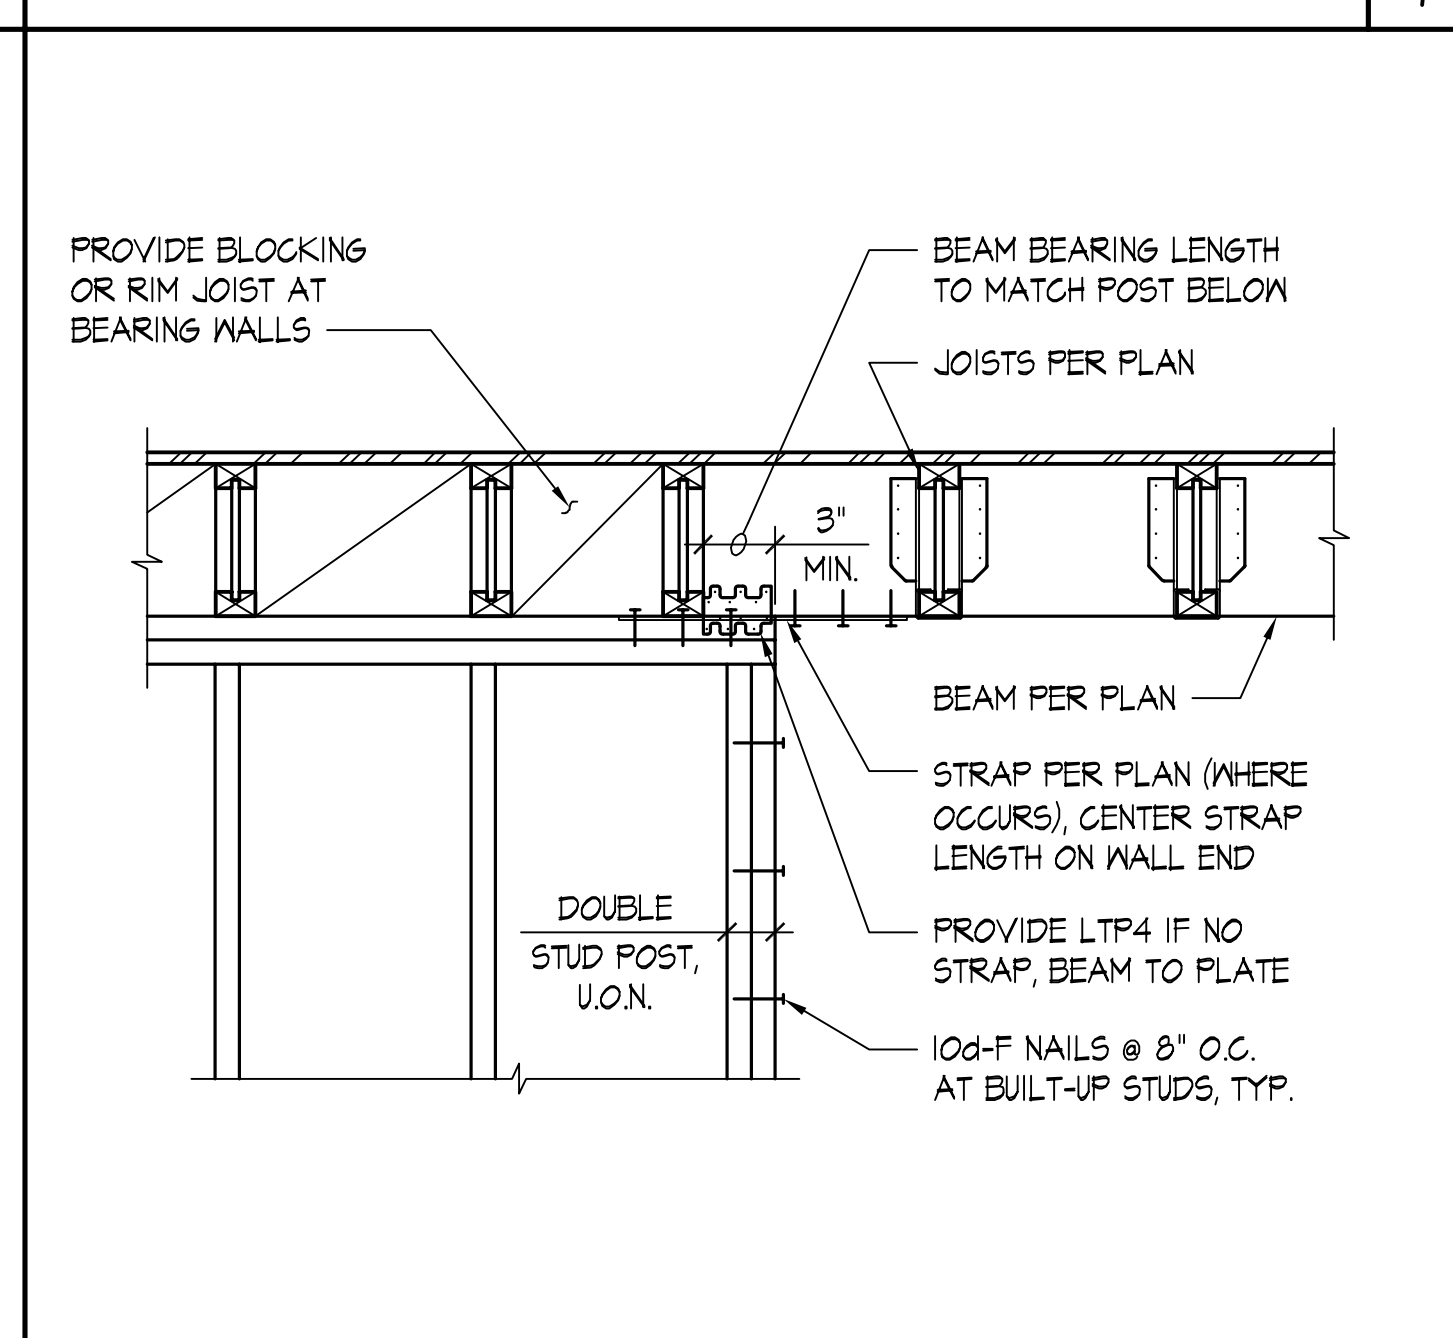 PROVIDE BLOCKING
OR RIM JOIST AT
BEARING WALLS
BEAM BEARING LENGTH
TO MATCH POST BELOW
JOISTS PER PLAN
3"
MIN.
BEAM PER PLAN
STRAP PER PLAN (WHERE
OCCURS), CENTER STRAP
LENGTH ON WALL END
DOUBLE
STUD POST,
U.O.N.
PROVIDE LTP4 IF NO
STRAP, BEAM TO PLATE
10d-F NAILS @ 8" O.C.
AT BUILT-UP STUDS, TYP.